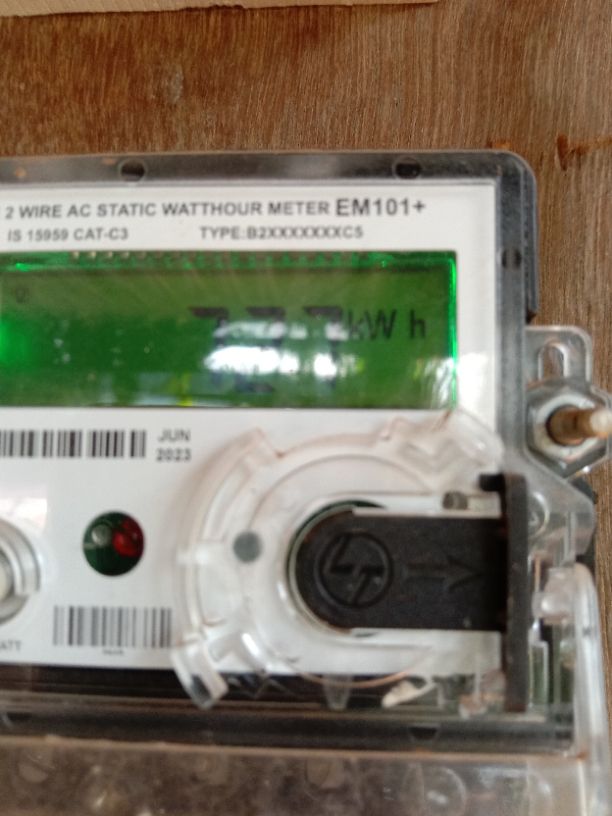 2 WIRE AC STATIC WATTHOUR METER EM101+
IS 15959 CAT-C3 TYPE:B2XXXXXXXC5
kW h
JUN
2023